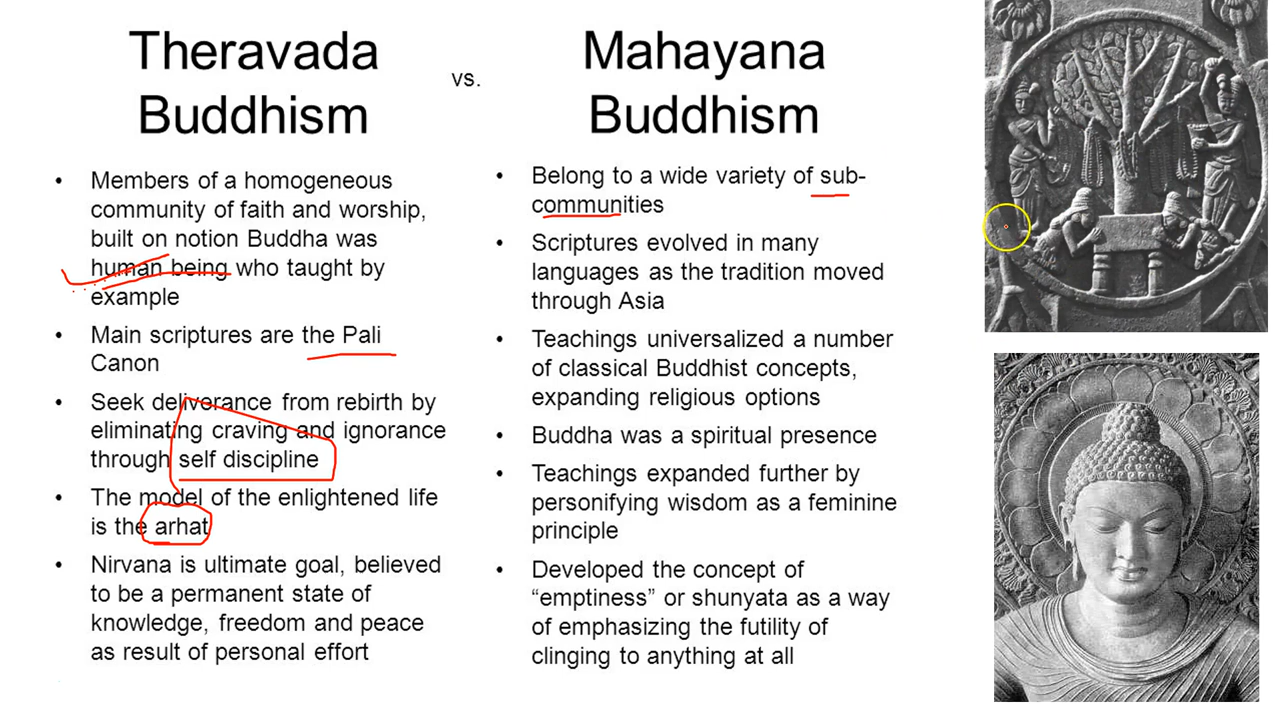 Theravada
Buddhism
vs.
Mahayana
Buddhism
• Members of a homogeneous
community of faith and worship,
built on notion Buddha was
human being who taught by
example
• Main scriptures are the Pali
Canon
• Seek deliverance from rebirth by
eliminating craving and ignorance
through self discipline
• The model of the enlightened life
is the arhat
• Nirvana is ultimate goal, believed
to be a permanent state of
knowledge, freedom and peace
as result of personal effort
• Belong to a wide variety of sub-
communities
• Scriptures evolved in many
languages as the tradition moved
through Asia
• Teachings universalized a number
of classical Buddhist concepts,
expanding religious options
• Buddha was a spiritual presence
• Teachings expanded further by
personifying wisdom as a feminine
principle
• Developed the concept of
“emptiness” or shunyata as a way
of emphasizing the futility of
clinging to anything at all